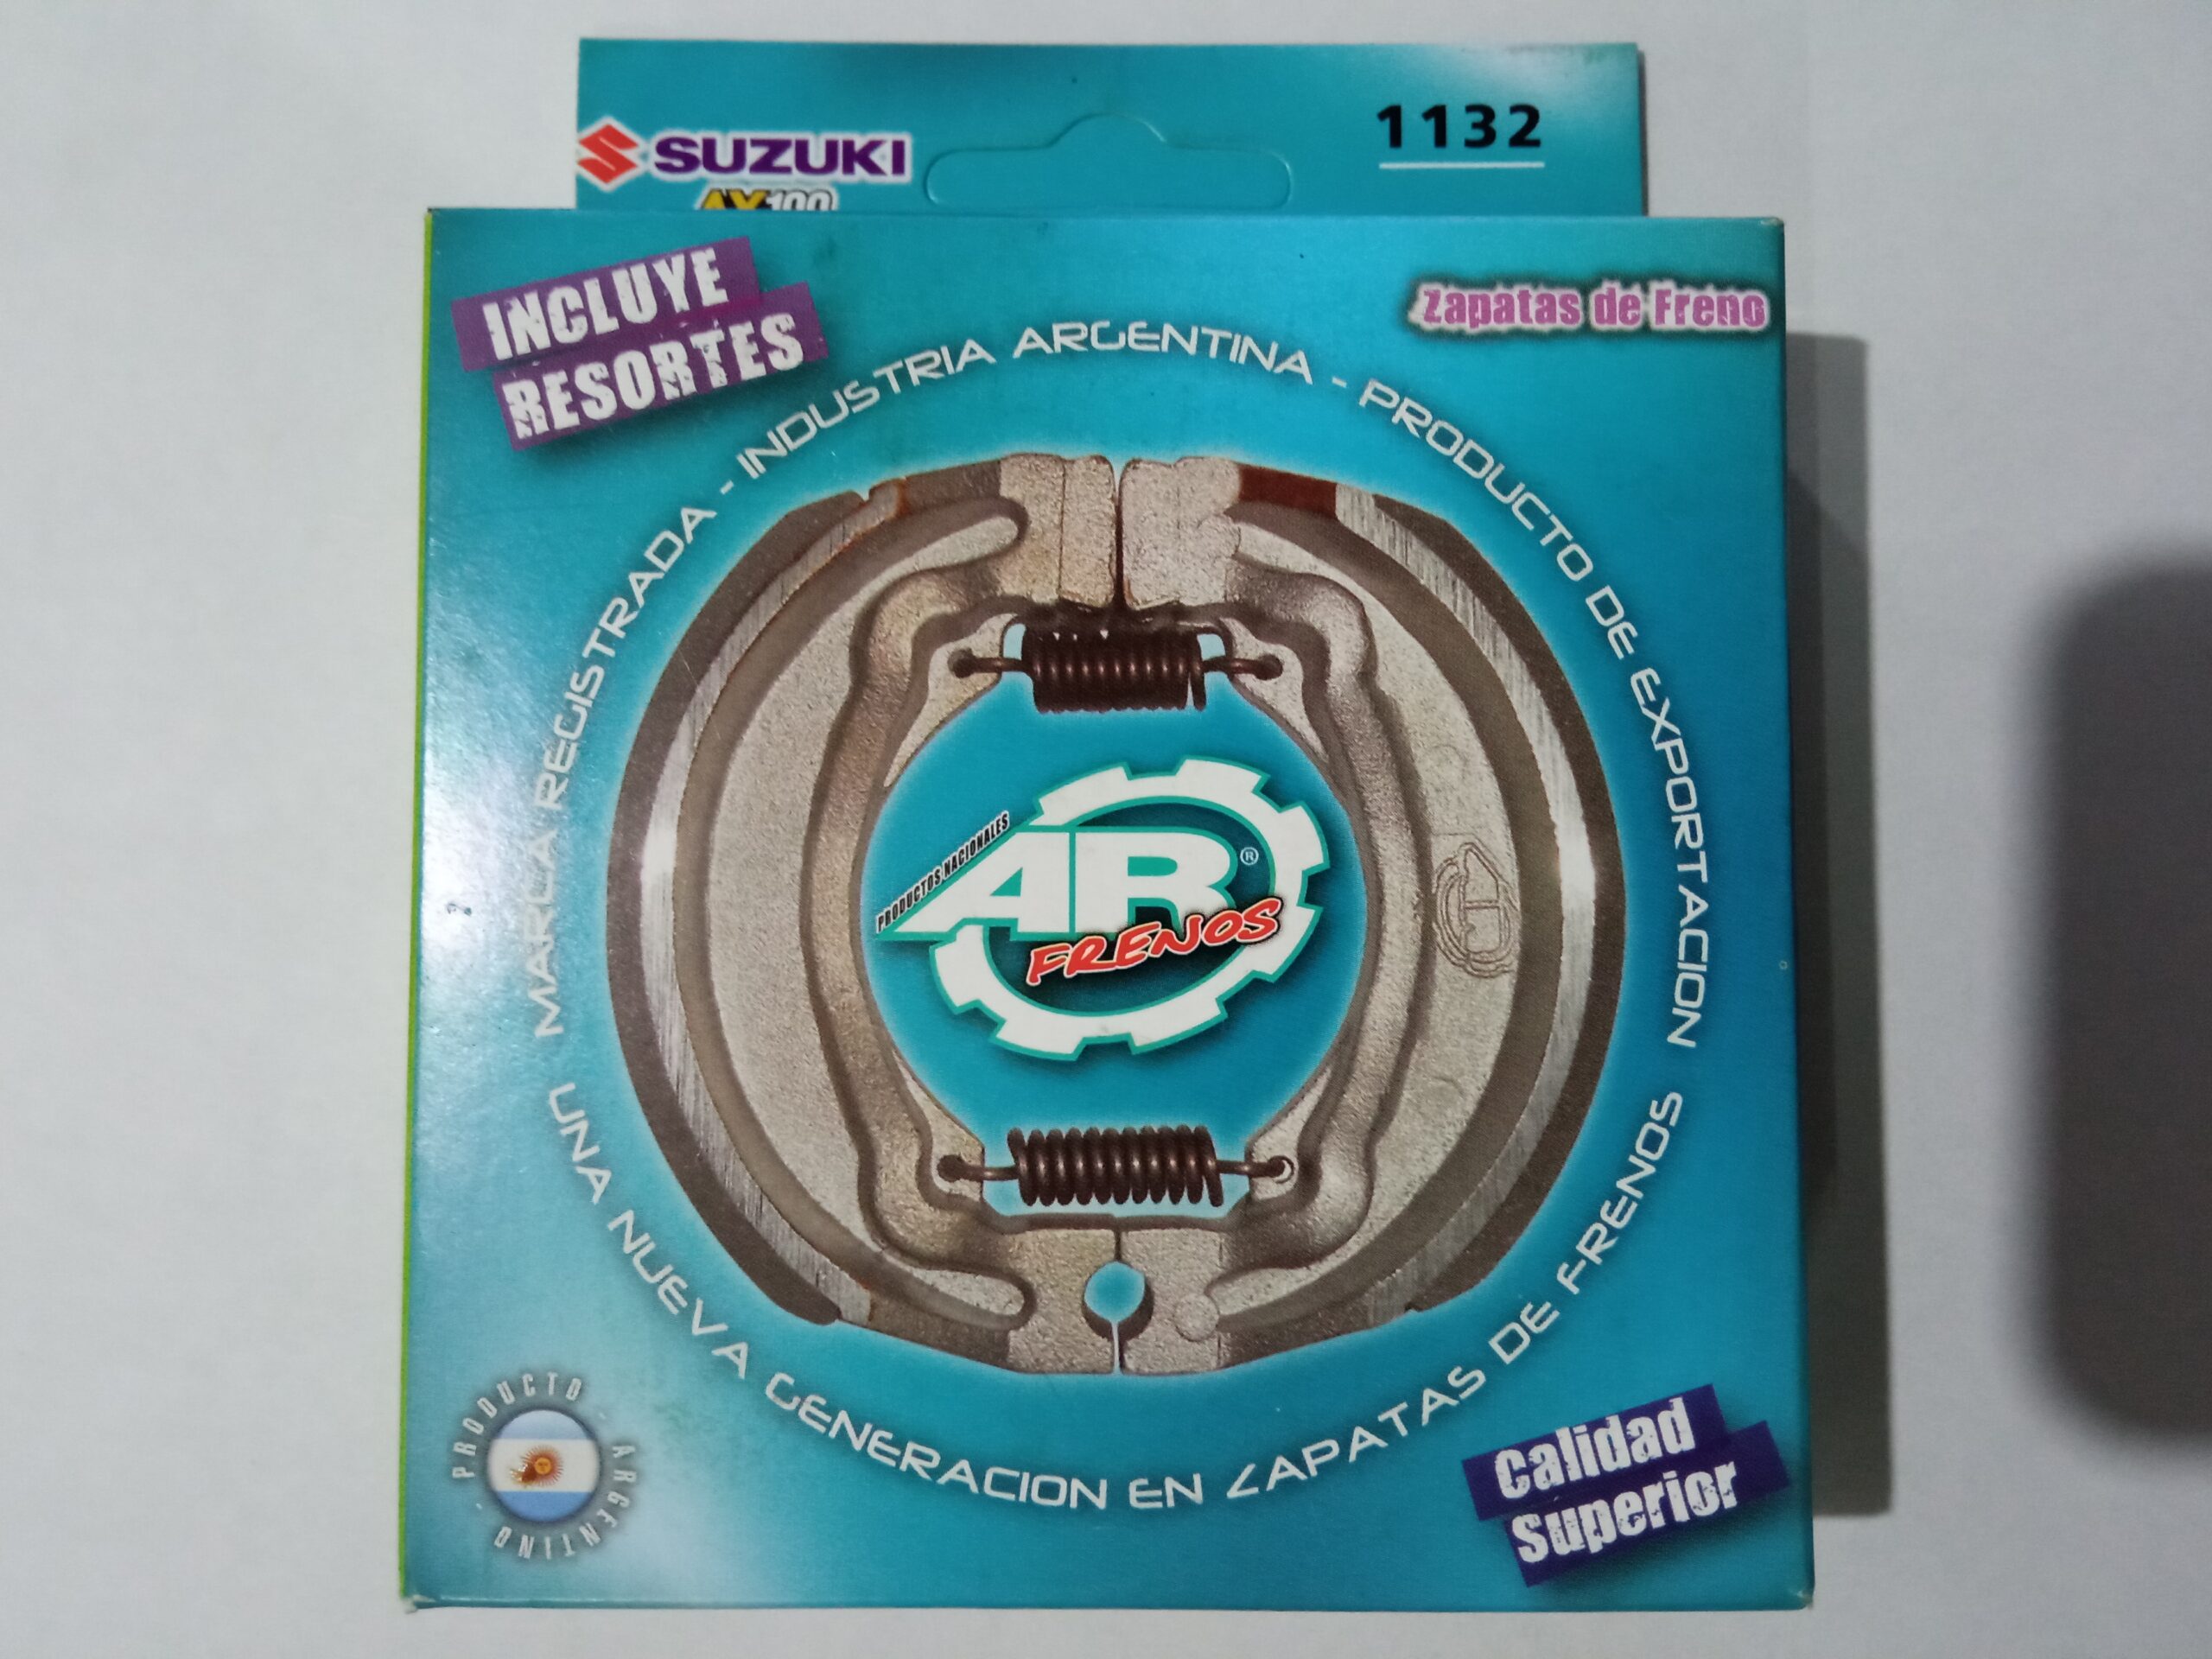 SUZUKI
AX100
1132
INCLUYE
RESORTES
Zapatas de Freno
MARCA REGISTRADA - INDUSTRIA ARGENTINA - PRODUCTO DE EXPORTACION
PRODUCTOS NACIONALES
AR®
FRENOS
UNA NUEVA GENERACION EN ZAPATAS DE FRENOS
PRODUCTO - ARGENTINO -
Calidad
Superior